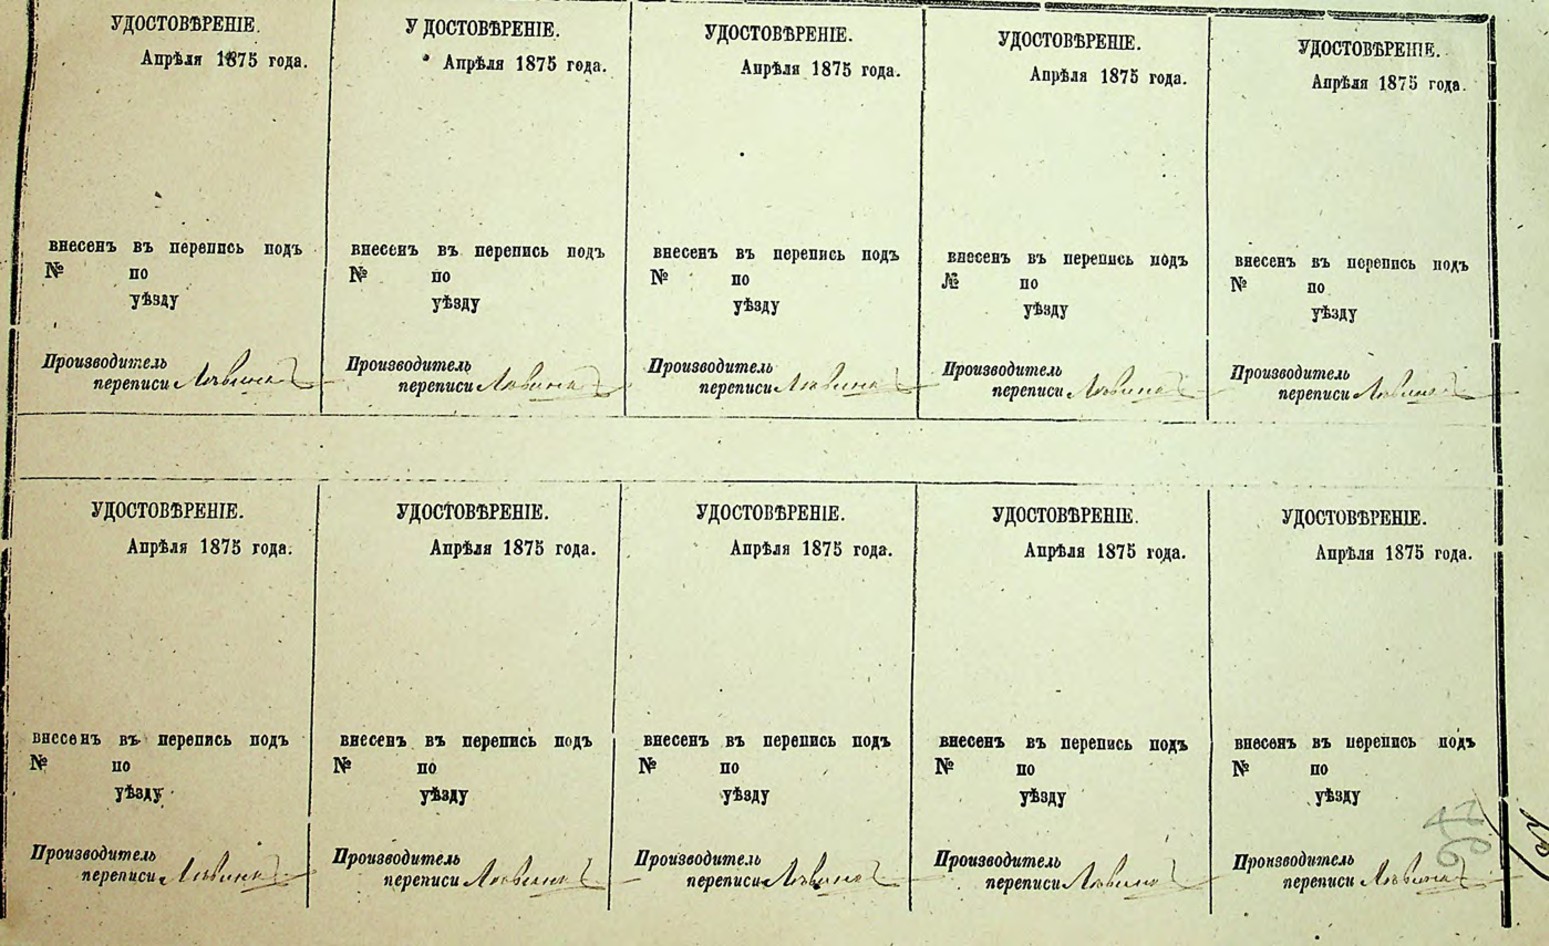 УДОСТОВѢРЕНІЕ.
Апрѣля 1875 года.
внесенъ въ перепись подъ
№ по
уѣзду
Производитель
переписи
У ДОСТОВѢРЕНІЕ.
Апрѣля 1875 года.
внесенъ въ перепись подъ
№ по
уѣзду
Производитель
переписи
УДОСТОВѢРЕНІЕ.
Апрѣля 1875 года.
внесенъ въ перепись подъ
№ по
уѣзду
Производитель
переписи
УДОСТОВѢРЕНІЕ.
Апрѣля 1875 года.
внесенъ въ перепись подъ
№ по
уѣзду
Производитель
переписи
УДОСТОВѢРЕНІЕ.
Апрѣля 1875 года.
внесенъ въ перепись подъ
№ по
уѣзду
Производитель
переписи
УДОСТОВѢРЕНІЕ.
Апрѣля 1875 года.
внесенъ въ перепись подъ
№ по
уѣзду
Производитель
переписи
УДОСТОВѢРЕНІЕ.
Апрѣля 1875 года.
внесенъ въ перепись подъ
№ по
уѣзду
Производитель
переписи
УДОСТОВѢРЕНІЕ.
Апрѣля 1875 года.
внесенъ въ перепись подъ
№ по
уѣзду
Производитель
переписи
УДОСТОВѢРЕНІЕ.
Апрѣля 1875 года.
внесенъ въ перепись подъ
№ по
уѣзду
Производитель
переписи
УДОСТОВѢРЕНІЕ.
Апрѣля 1875 года.
внесенъ въ перепись подъ
№ по
уѣзду
Производитель
переписи